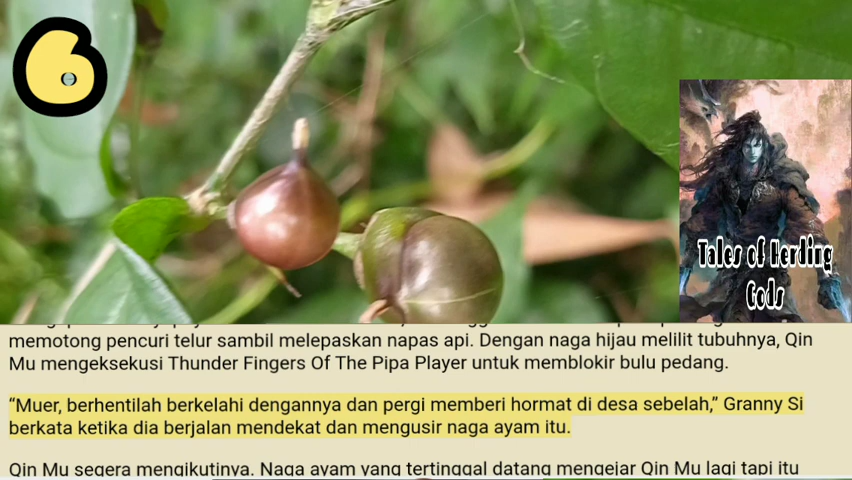 6
Tales of Herding
Gods
memotong pencuri telur sambil melepaskan napas api. Dengan naga hijau melilit tubuhnya, Qin
Mu mengeksekusi Thunder Fingers Of The Pipa Player untuk memblokir bulu pedang.
“Muer, berhentilah berkelahi dengannya dan pergi memberi hormat di desa sebelah,” Granny Si
berkata ketika dia berjalan mendekat dan mengusir naga ayam itu.
Qin Mu segera mengikutinya. Naga ayam yang tertinggal datang mengejar Qin Mu lagi tapi itu